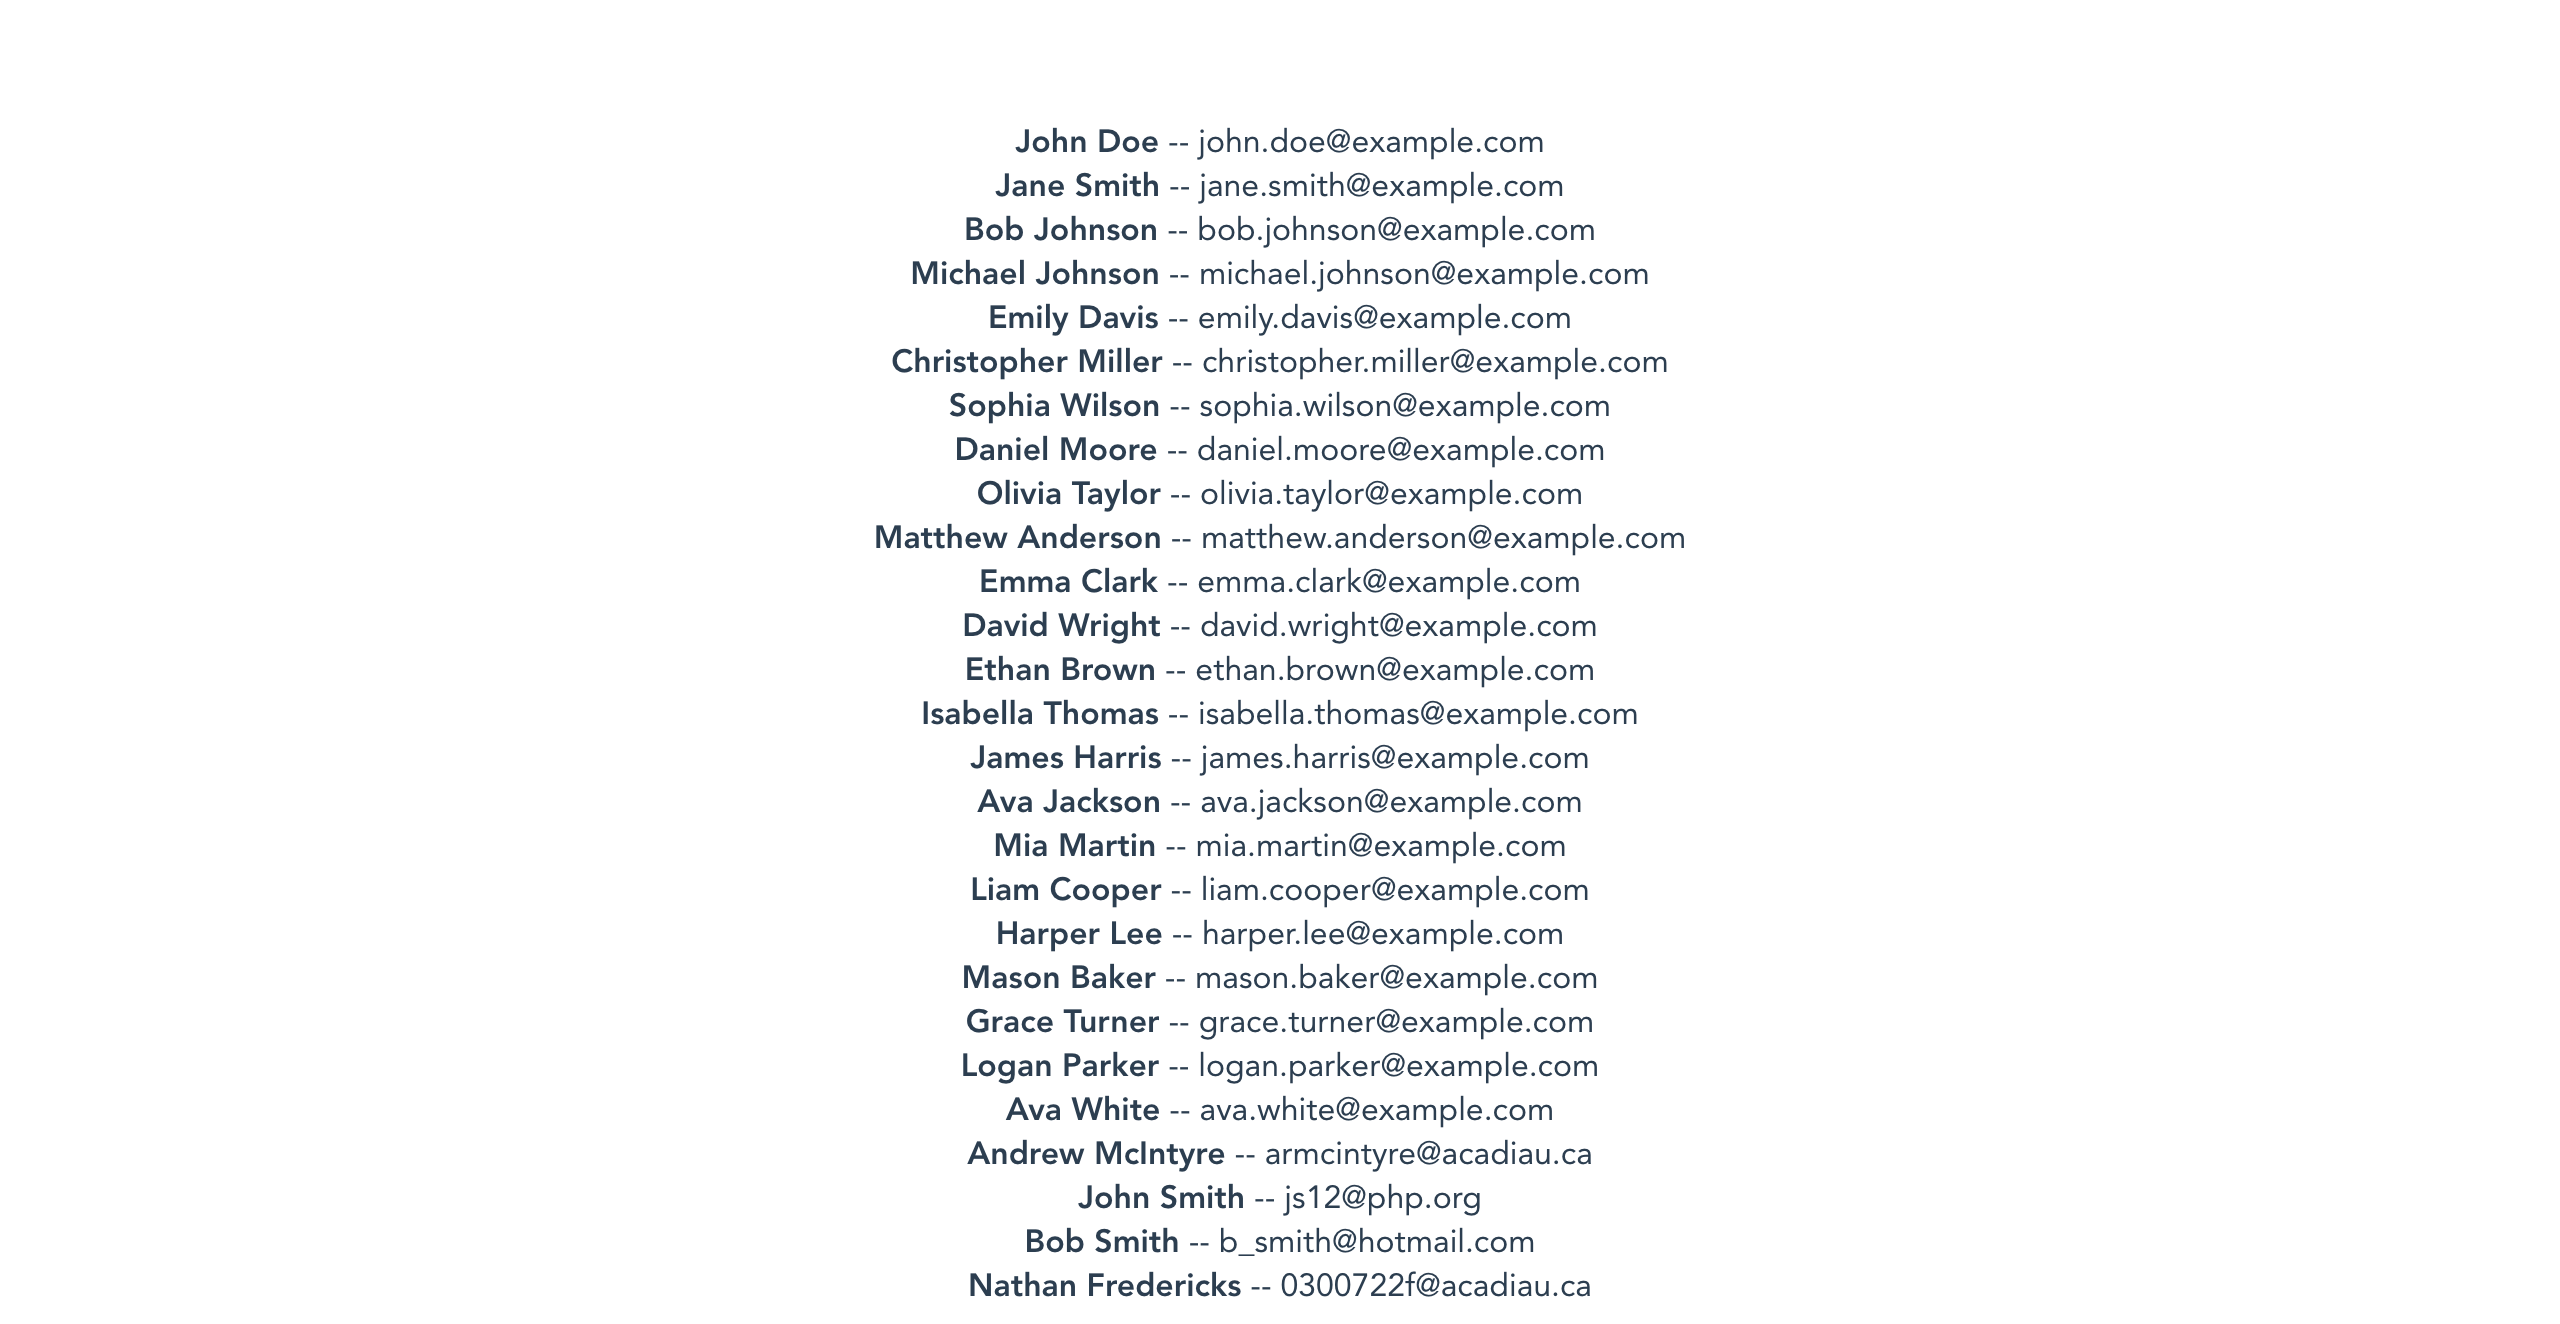 John Doe -- john.doe@example.com
Jane Smith -- jane.smith@example.com
Bob Johnson -- bob.johnson@example.com
Michael Johnson -- michael.johnson@example.com
Emily Davis -- emily.davis@example.com
Christopher Miller -- christopher.miller@example.com
Sophia Wilson -- sophia.wilson@example.com
Daniel Moore -- daniel.moore@example.com
Olivia Taylor -- olivia.taylor@example.com
Matthew Anderson -- matthew.anderson@example.com
Emma Clark -- emma.clark@example.com
David Wright -- david.wright@example.com
Ethan Brown -- ethan.brown@example.com
Isabella Thomas -- isabella.thomas@example.com
James Harris -- james.harris@example.com
Ava Jackson -- ava.jackson@example.com
Mia Martin -- mia.martin@example.com
Liam Cooper -- liam.cooper@example.com
Harper Lee -- harper.lee@example.com
Mason Baker -- mason.baker@example.com
Grace Turner -- grace.turner@example.com
Logan Parker -- logan.parker@example.com
Ava White -- ava.white@example.com
Andrew McIntyre -- armcintyre@acadiau.ca
John Smith -- js12@php.org
Bob Smith -- b_smith@hotmail.com
Nathan Fredericks -- 0300722f@acadiau.ca